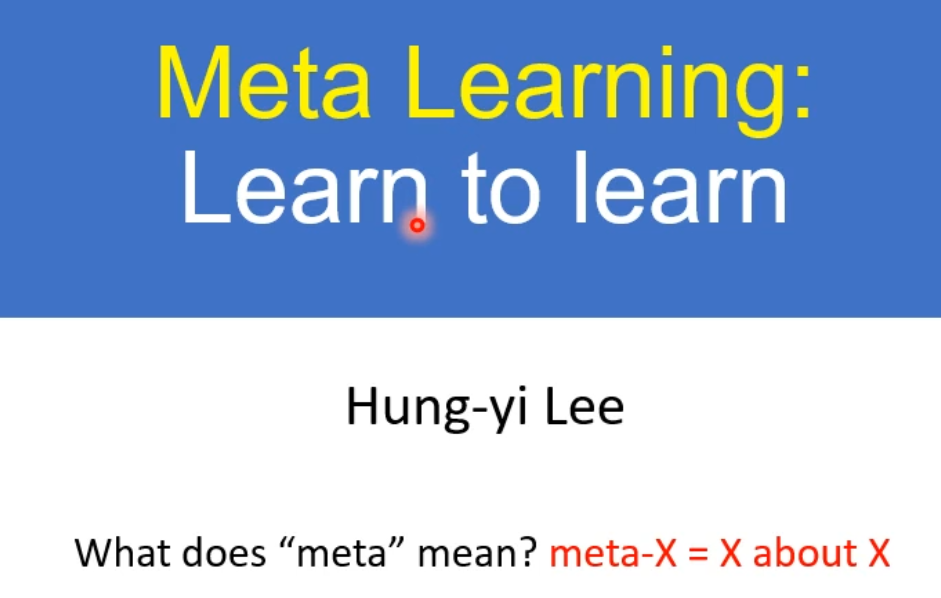 Meta Learning:
Learn to learn
Hung-yi Lee
What does “meta” mean? meta-X = X about X